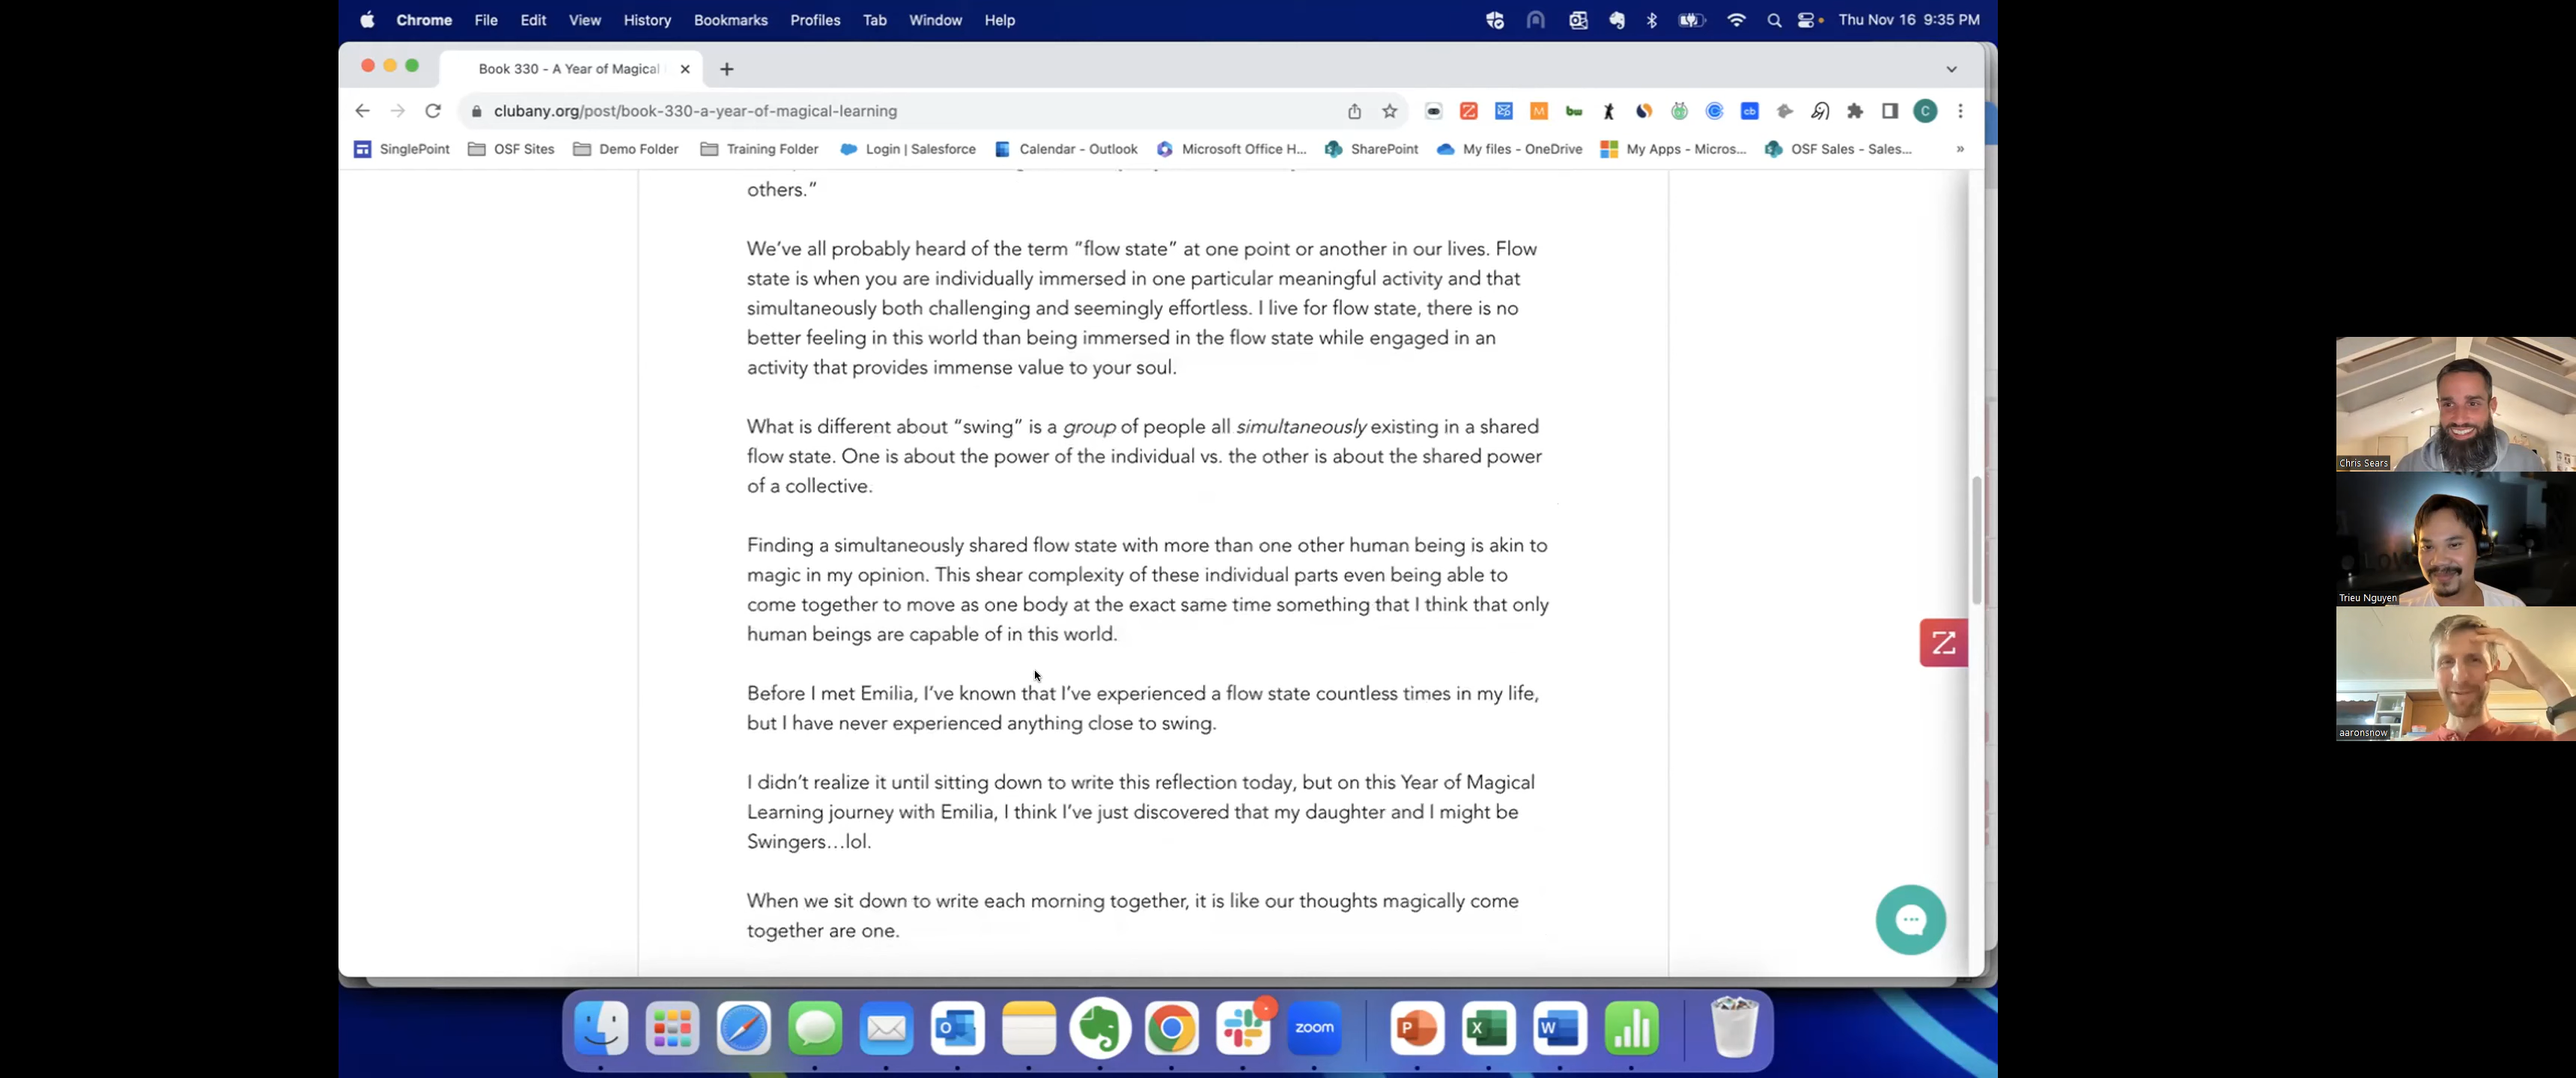 Chrome File Edit View History Bookmarks Profiles Tab Window Help Thu Nov 16 9:35 PM
Book 330 - A Year of Magical
clubany.org/post/book-330-a-year-of-magical-learning
SinglePoint OSF Sites Demo Folder Training Folder Login | Salesforce Calendar - Outlook Microsoft Office H... SharePoint My files - OneDrive My Apps - Micros... OSF Sales - Sales... »
others.”
We’ve all probably heard of the term “flow state” at one point or another in our lives. Flow
state is when you are individually immersed in one particular meaningful activity and that
simultaneously both challenging and seemingly effortless. I live for flow state, there is no
better feeling in this world than being immersed in the flow state while engaged in an
activity that provides immense value to your soul.
What is different about “swing” is a group of people all simultaneously existing in a shared
flow state. One is about the power of the individual vs. the other is about the shared power
of a collective.
Finding a simultaneously shared flow state with more than one other human being is akin to
magic in my opinion. This shear complexity of these individual parts even being able to
come together to move as one body at the exact same time something that I think that only
human beings are capable of in this world.
Before I met Emilia, I’ve known that I’ve experienced a flow state countless times in my life,
but I have never experienced anything close to swing.
I didn’t realize it until sitting down to write this reflection today, but on this Year of Magical
Learning journey with Emilia, I think I’ve just discovered that my daughter and I might be
Swingers…lol.
When we sit down to write each morning together, it is like our thoughts magically come
together are one.
Chris Sears
Trieu Nguyen
aaronsnow
zoom